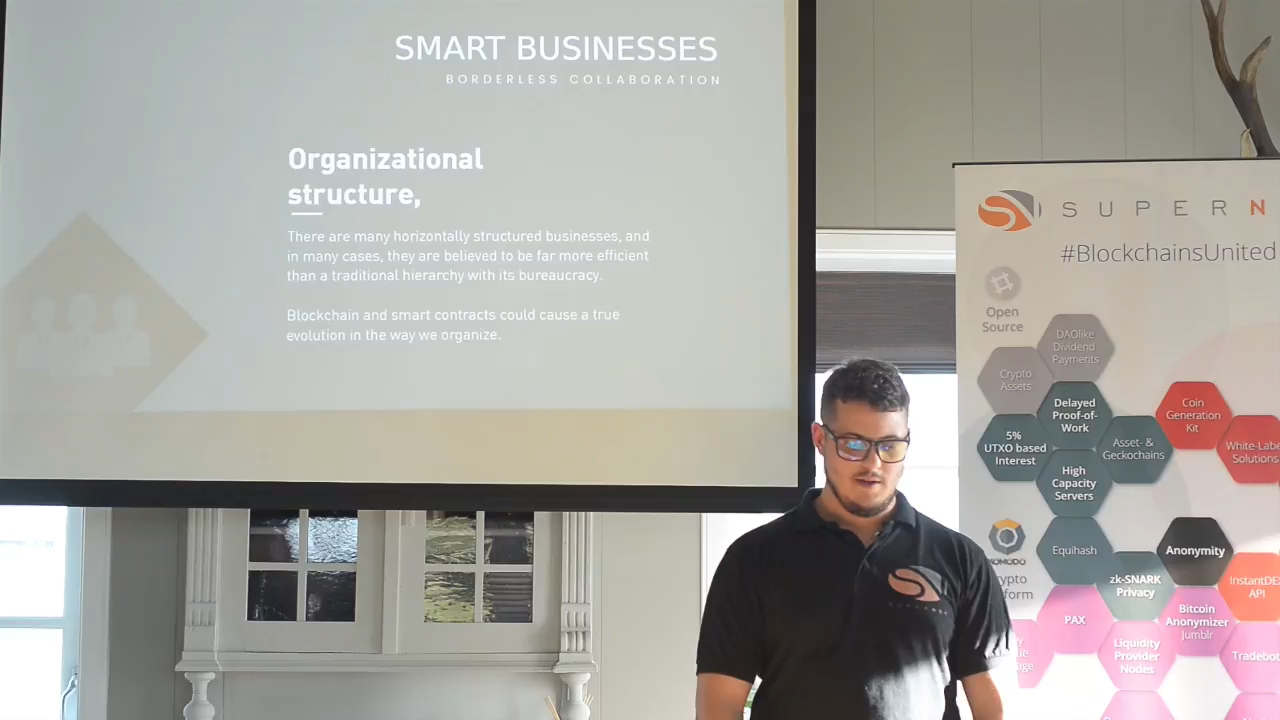 SMART BUSINESSES
BORDERLESS COLLABORATION
Organizational
structure,
There are many horizontally structured businesses, and
in many cases, they are believed to be far more efficient
than a traditional hierarchy with its bureaucracy.
Blockchain and smart contracts could cause a true
evolution in the way we organize.
SUPERN
#BlockchainsUnited
Open
Source
DAOlike
Dividend
Payments
Crypto
Assets
Delayed
Proof-of-
Work
Coin
Generation
Kit
5%
UTXO based
Interest
Asset- &
Geckochains
White-Labe
Solutions
High
Capacity
Servers
Equihash
Anonymity
zk-SNARK
Privacy
InstantDEX
API
PAX
Bitcoin
Anonymizer
Jumblr
Liquidity
Provider
Nodes
Tradebot